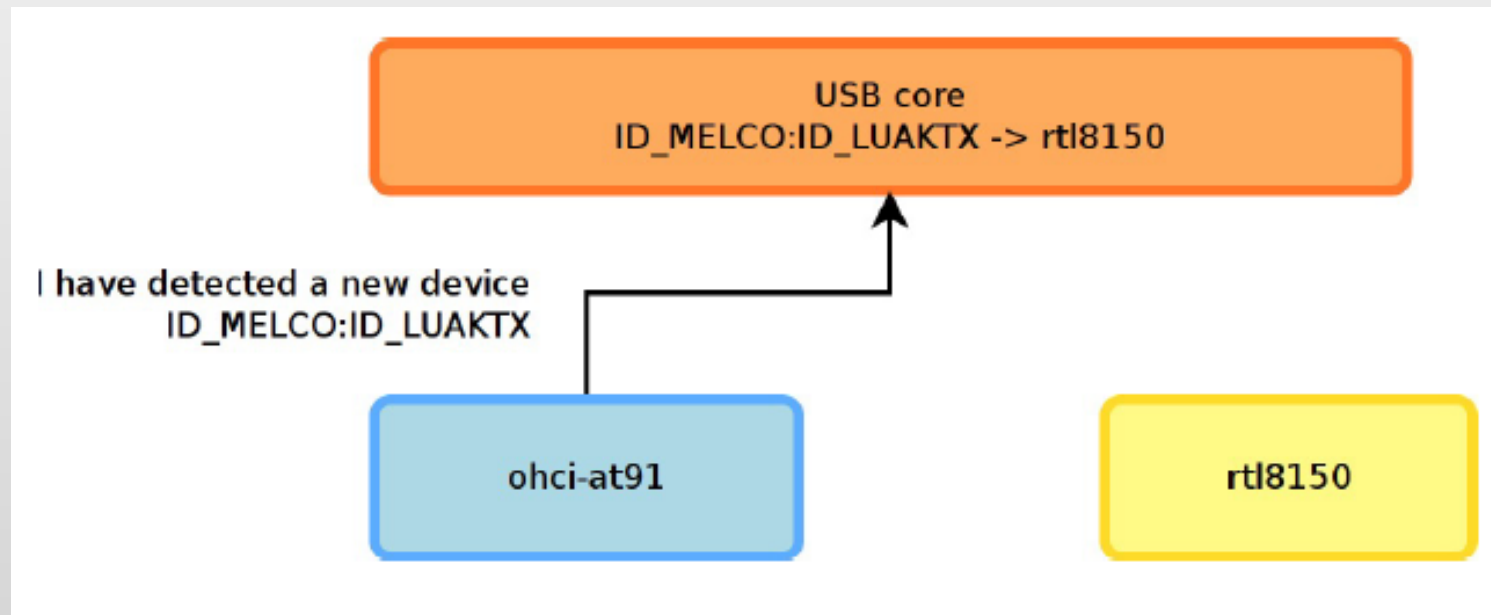 USB core
ID_MELCO:ID_LUAKTX -> rtl8150
I have detected a new device
ID_MELCO:ID_LUAKTX
ohci-at91
rtl8150